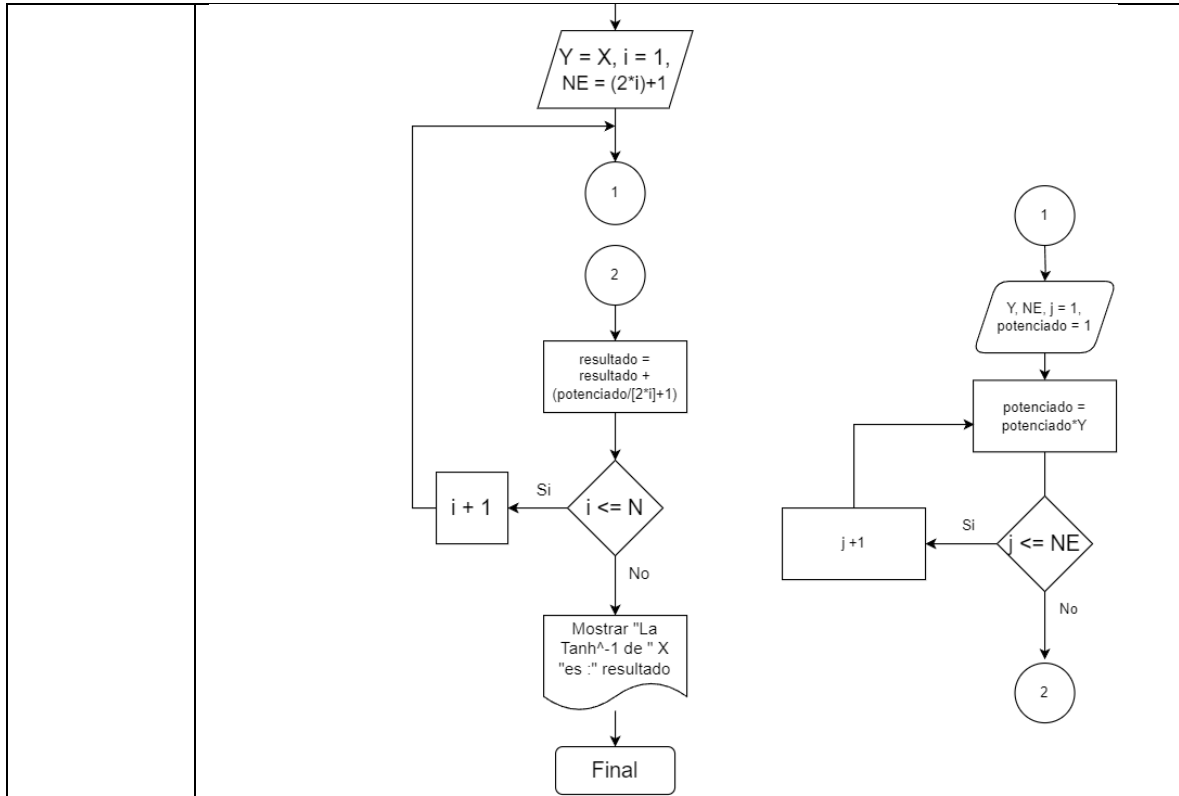 Y = X, i = 1,
NE = (2*i)+1
1
2
resultado =
resultado +
(potenciado/[2*i]+1)
i <= N
Si
i + 1
No
Mostrar "La
Tanh^-1 de " X
"es :" resultado
Final
1
Y, NE, j = 1,
potenciado = 1
potenciado =
potenciado*Y
j <= NE
Si
j +1
No
2